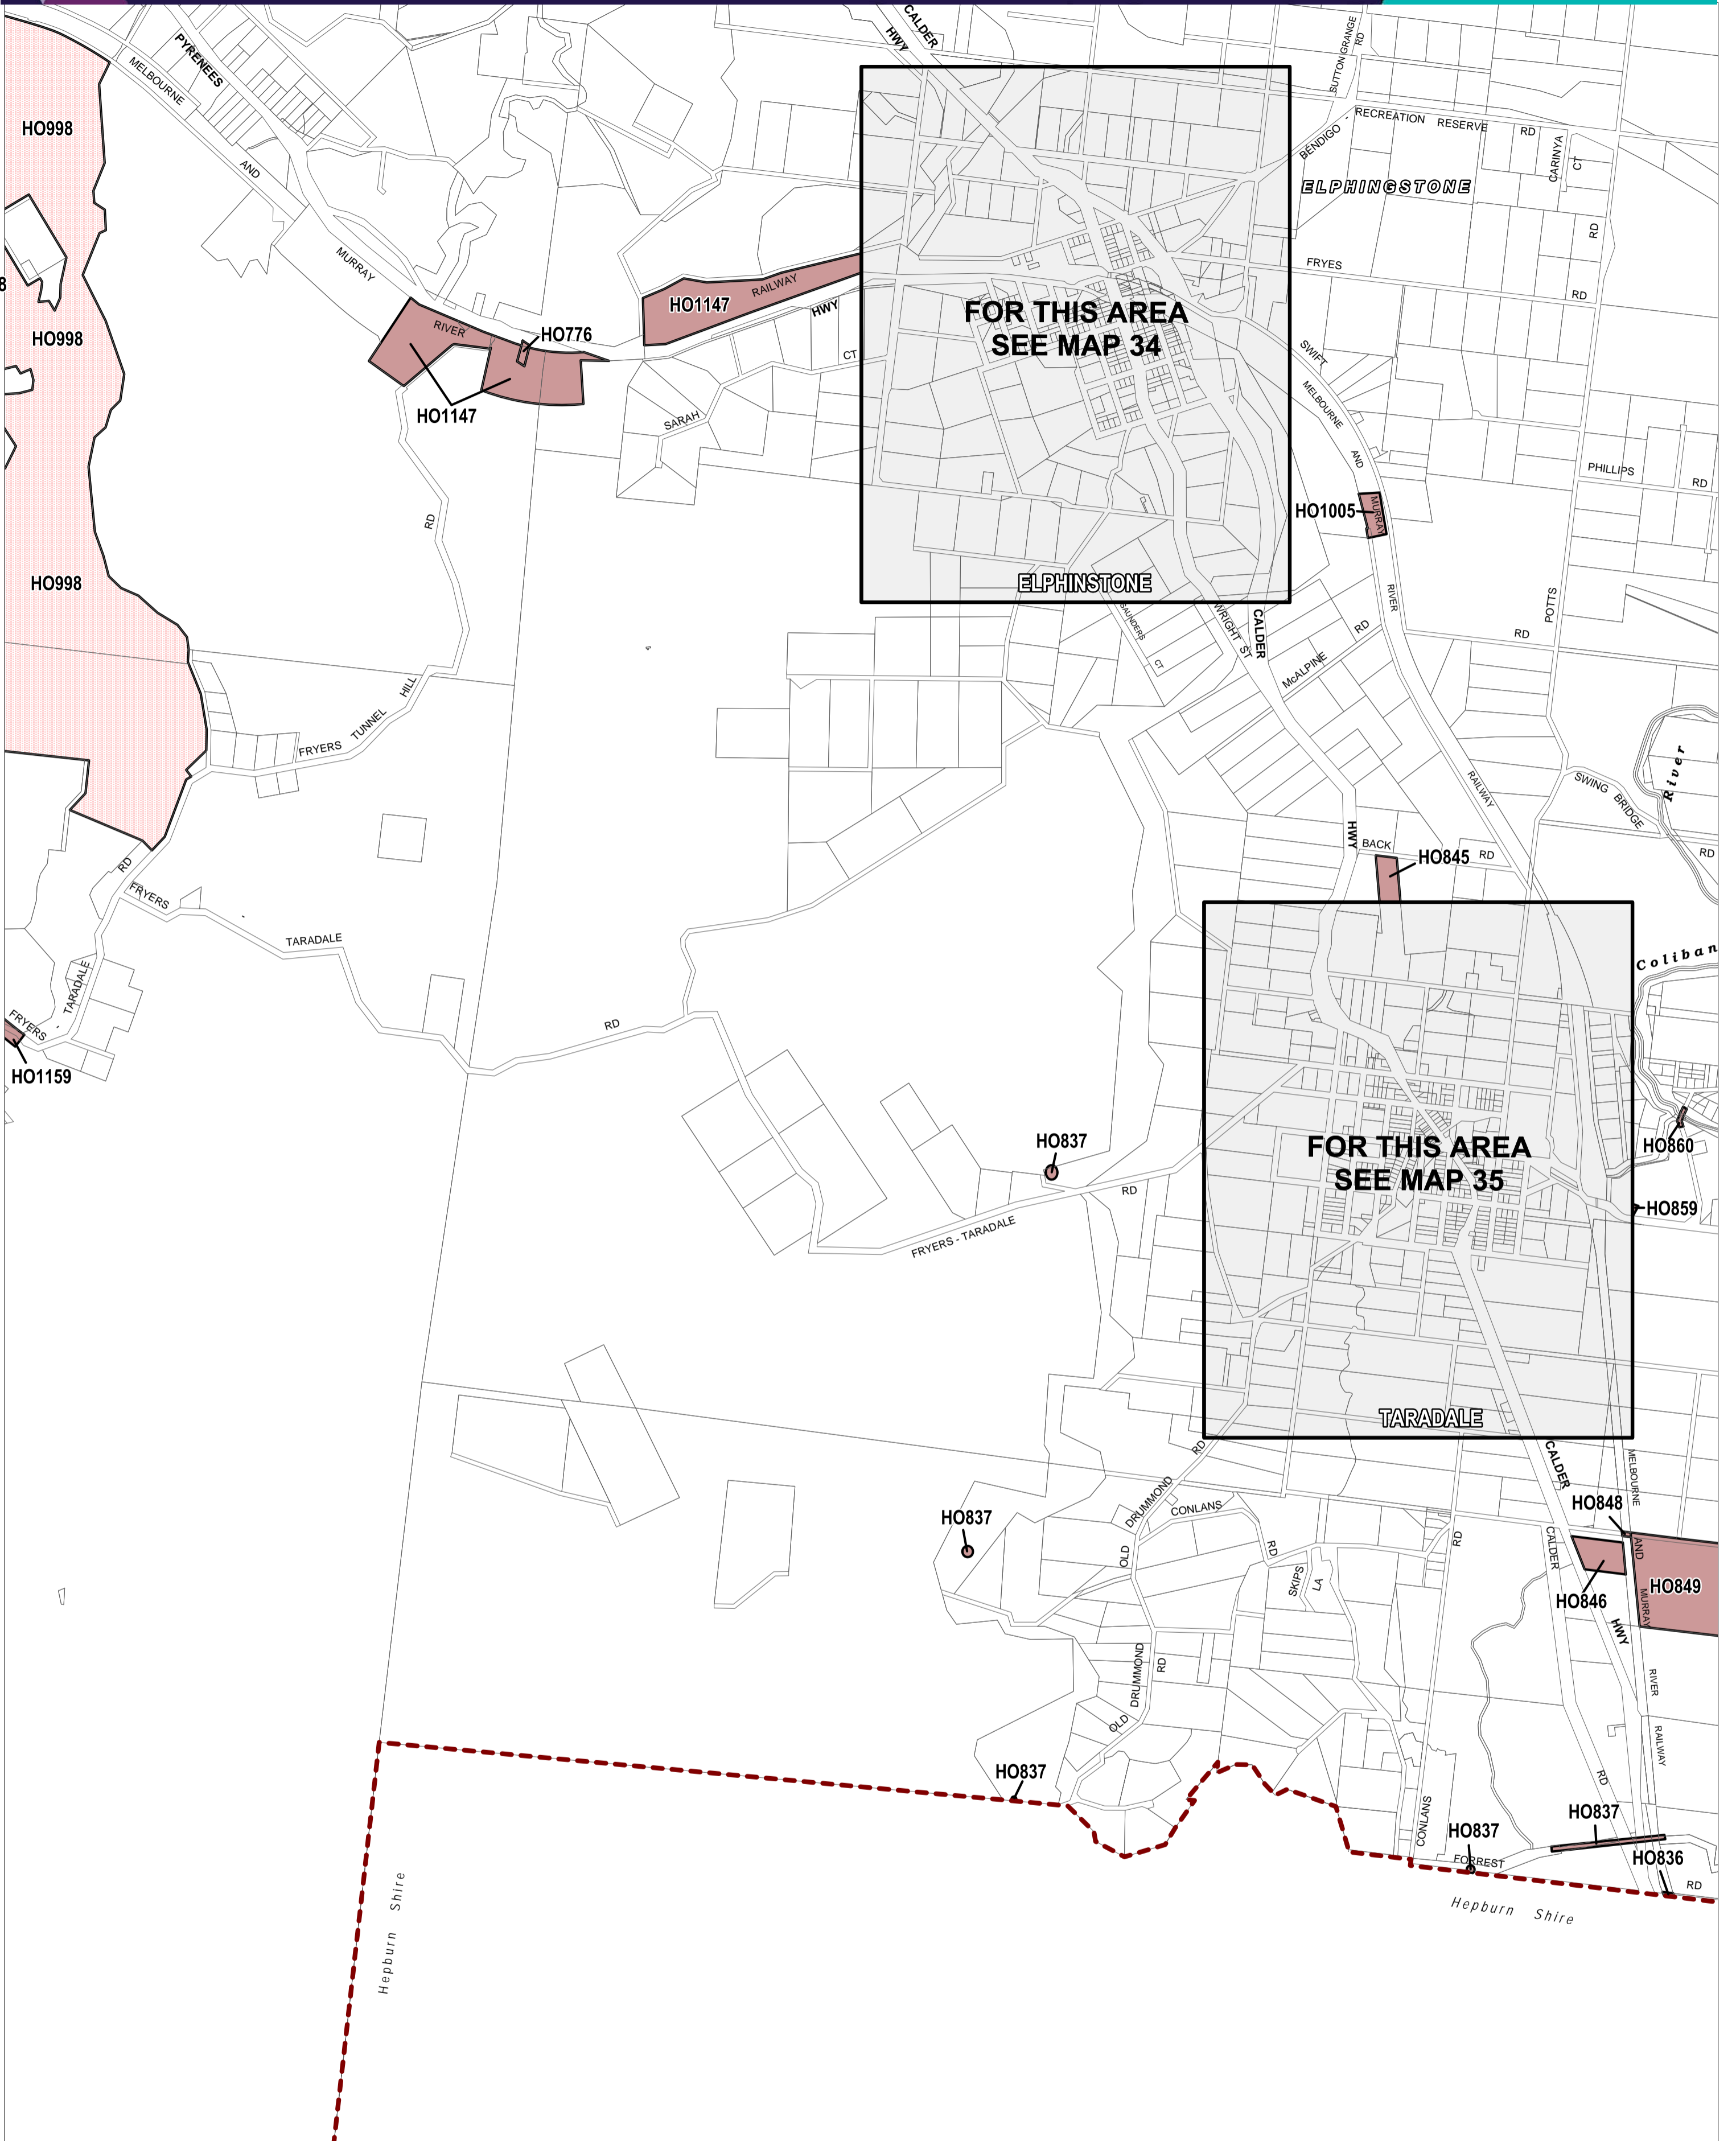 CALDER
HWY
PYRENEES
MELBOURNE
SUTTON GRANGE
RD
HO998
RECREATION RESERVE RD
BENDIGO -
CARINYA
CT
AND
ELPHINGSTONE
RD
MURRAY
FRYES
RD
8
HO1147
RAILWAY
HWY
FOR THIS AREA
SEE MAP 34
RIVER
HO776
HO998
CT
SWIFT
MELBOURNE
HO1147
SARAH
AND
PHILLIPS
RD
RD
HO1005
MURRAY
HO998
ELPHINSTONE
RIVER
POTTS
SAUNDERS
CT
WRIGHT ST
CALDER
RD
RD
McALPINE
HILL
TUNNEL
FRYERS
River
RAILWAY
SWING BRIDGE
RD
HWY
BACK
RD
HO845
RD
FRYERS
TARADALE
Coliban
TARADALE
-
FRYERS
RD
HO1159
HO837
FOR THIS AREA
SEE MAP 35
HO860
RD
HO859
FRYERS - TARADALE
TARADALE
RD
CALDER
MELBOURNE
DRUMMOND
CONLANS
HO848
HO837
OLD
RD
RD
CALDER
AND
SKIPS
LA
HO849
HO846
MURRAY
HWY
DRUMMOND
RD
RIVER
OLD
RAILWAY
HO837
RD
CONLANS
HO837
HO837
FORREST
HO836
RD
Hepburn Shire
Hepburn Shire